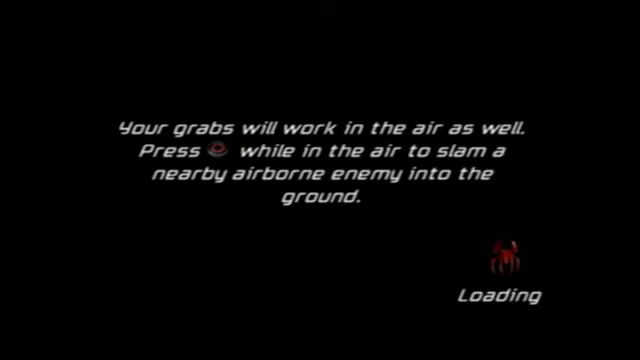 Your grabs will work in the air as well.
Press while in the air to slam a
nearby airborne enemy into the
ground.
Loading